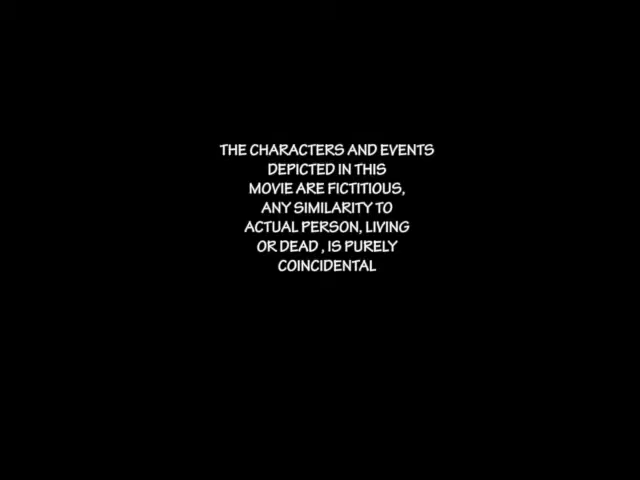 THE CHARACTERS AND EVENTS
DEPICTED IN THIS
MOVIE ARE FICTITIOUS,
ANY SIMILARITY TO
ACTUAL PERSON, LIVING
OR DEAD , IS PURELY
COINCIDENTAL